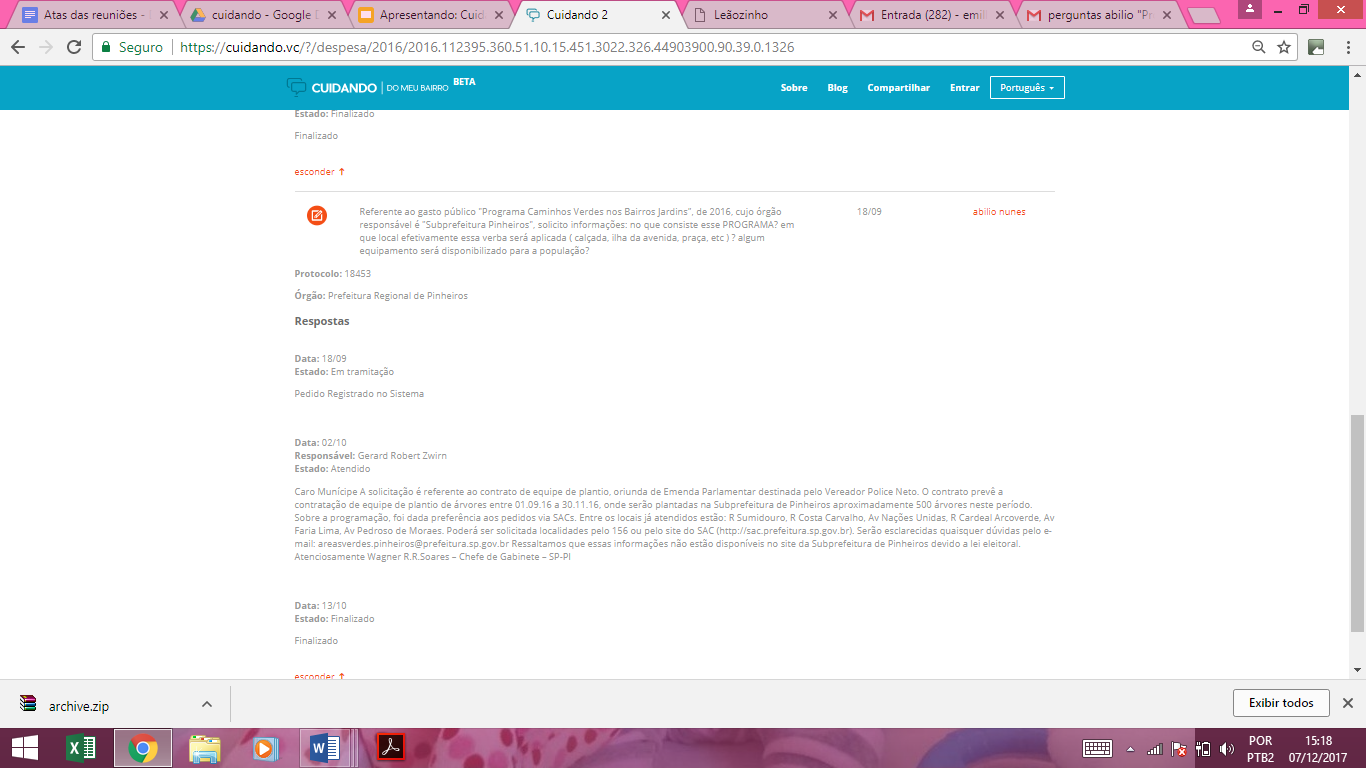 Atas das reuniões -
cuidando - Google D
Apresentando: Cuid
Cuidando 2
Leãozinho
Entrada (282) - emil
perguntas abilio "Pr
Seguro
https://cuidando.vc/?/despesa/2016/2016.112395.360.51.10.15.451.3022.326.44903900.90.39.0.1326
CUIDANDO | DO MEU BAIRRO BETA
Sobre
Blog
Compartilhar
Entrar
Português
Estado: Finalizado
Finalizado
esconder ↑
Referente ao gasto público "Programa Caminhos Verdes nos Bairros Jardins", de 2016, cujo órgão
responsável é "Subprefeitura Pinheiros", solicito informações: no que consiste esse PROGRAMA? em
que local efetivamente essa verba será aplicada ( calçada, ilha da avenida, praça, etc ) ? algum
equipamento será disponibilizado para a população?
18/09
abilio nunes
Protocolo: 18453
Órgão: Prefeitura Regional de Pinheiros
Respostas
Data: 18/09
Estado: Em tramitação
Pedido Registrado no Sistema
Data: 02/10
Responsável: Gerard Robert Zwirn
Estado: Atendido
Caro Munícipe A solicitação é referente ao contrato de equipe de plantio, oriunda de Emenda Parlamentar destinada pelo Vereador Police Neto. O contrato prevê a
contratação de equipe de plantio de árvores entre 01.09.16 a 30.11.16, onde serão plantadas na Subprefeitura de Pinheiros aproximadamente 500 árvores neste período.
Sobre a programação, foi dada preferência aos pedidos via SACs. Entre os locais já atendidos estão: R Sumidouro, R Costa Carvalho, Av Nações Unidas, R Cardeal Arcoverde, Av
Faria Lima, Av Pedroso de Moraes. Poderá ser solicitada localidades pelo 156 ou pelo site do SAC (http://sac.prefeitura.sp.gov.br). Serão esclarecidas quaisquer dúvidas pelo e-
mail: areasverdes.pinheiros@prefeitura.sp.gov.br Ressaltamos que essas informações não estão disponíveis no site da Subprefeitura de Pinheiros devido a lei eleitoral.
Atenciosamente Wagner R.R.Soares – Chefe de Gabinete – SP-PI
Data: 13/10
Estado: Finalizado
Finalizado
esconder ↑
archive.zip
Exibir todos
POR
PTB2
15:18
07/12/2017